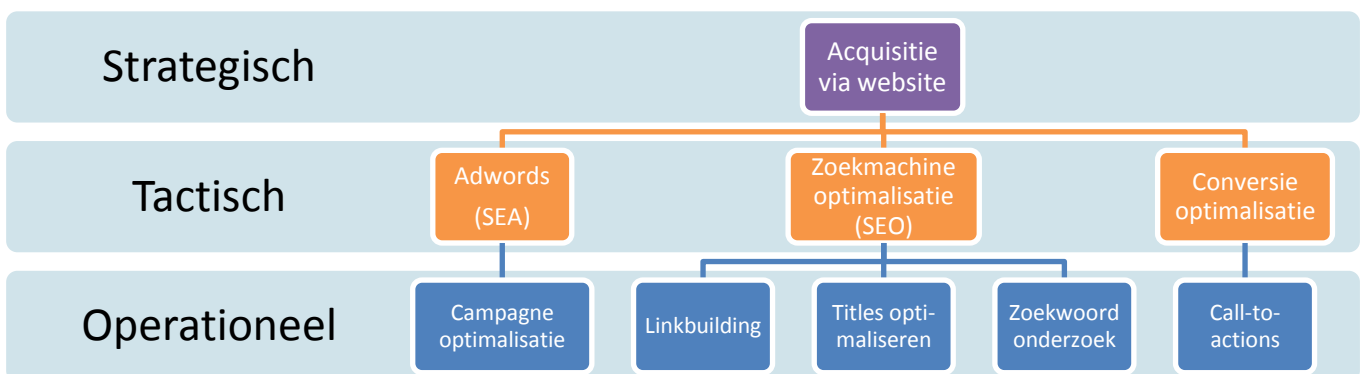 Strategisch
Acquisitie
via website
Tactisch
Adwords
(SEA)
Zoekmachine
optimalisatie
(SEO)
Conversie
optimalisatie
Operationeel
Campagne
optimalisatie
Linkbuilding
Titles opti-
maliseren
Zoekwoord
onderzoek
Call-to-
actions